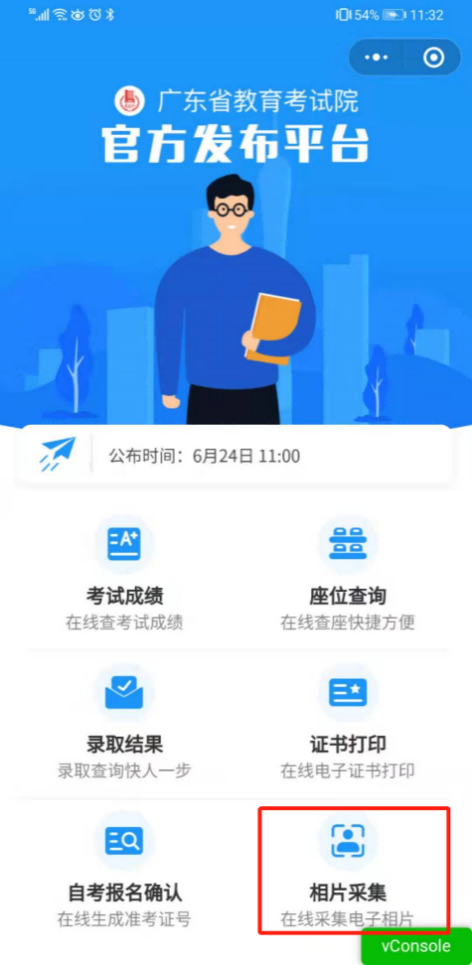 5G 54% 11:32
广东省教育考试院
官方发布平台
公布时间：6月24日 11:00
考试成绩
在线查考试成绩
座位查询
在线查座快捷方便
录取结果
录取查询快人一步
证书打印
在线电子证书打印
自考报名确认
在线生成准考证号
相片采集
在线采集电子相片
vConsole